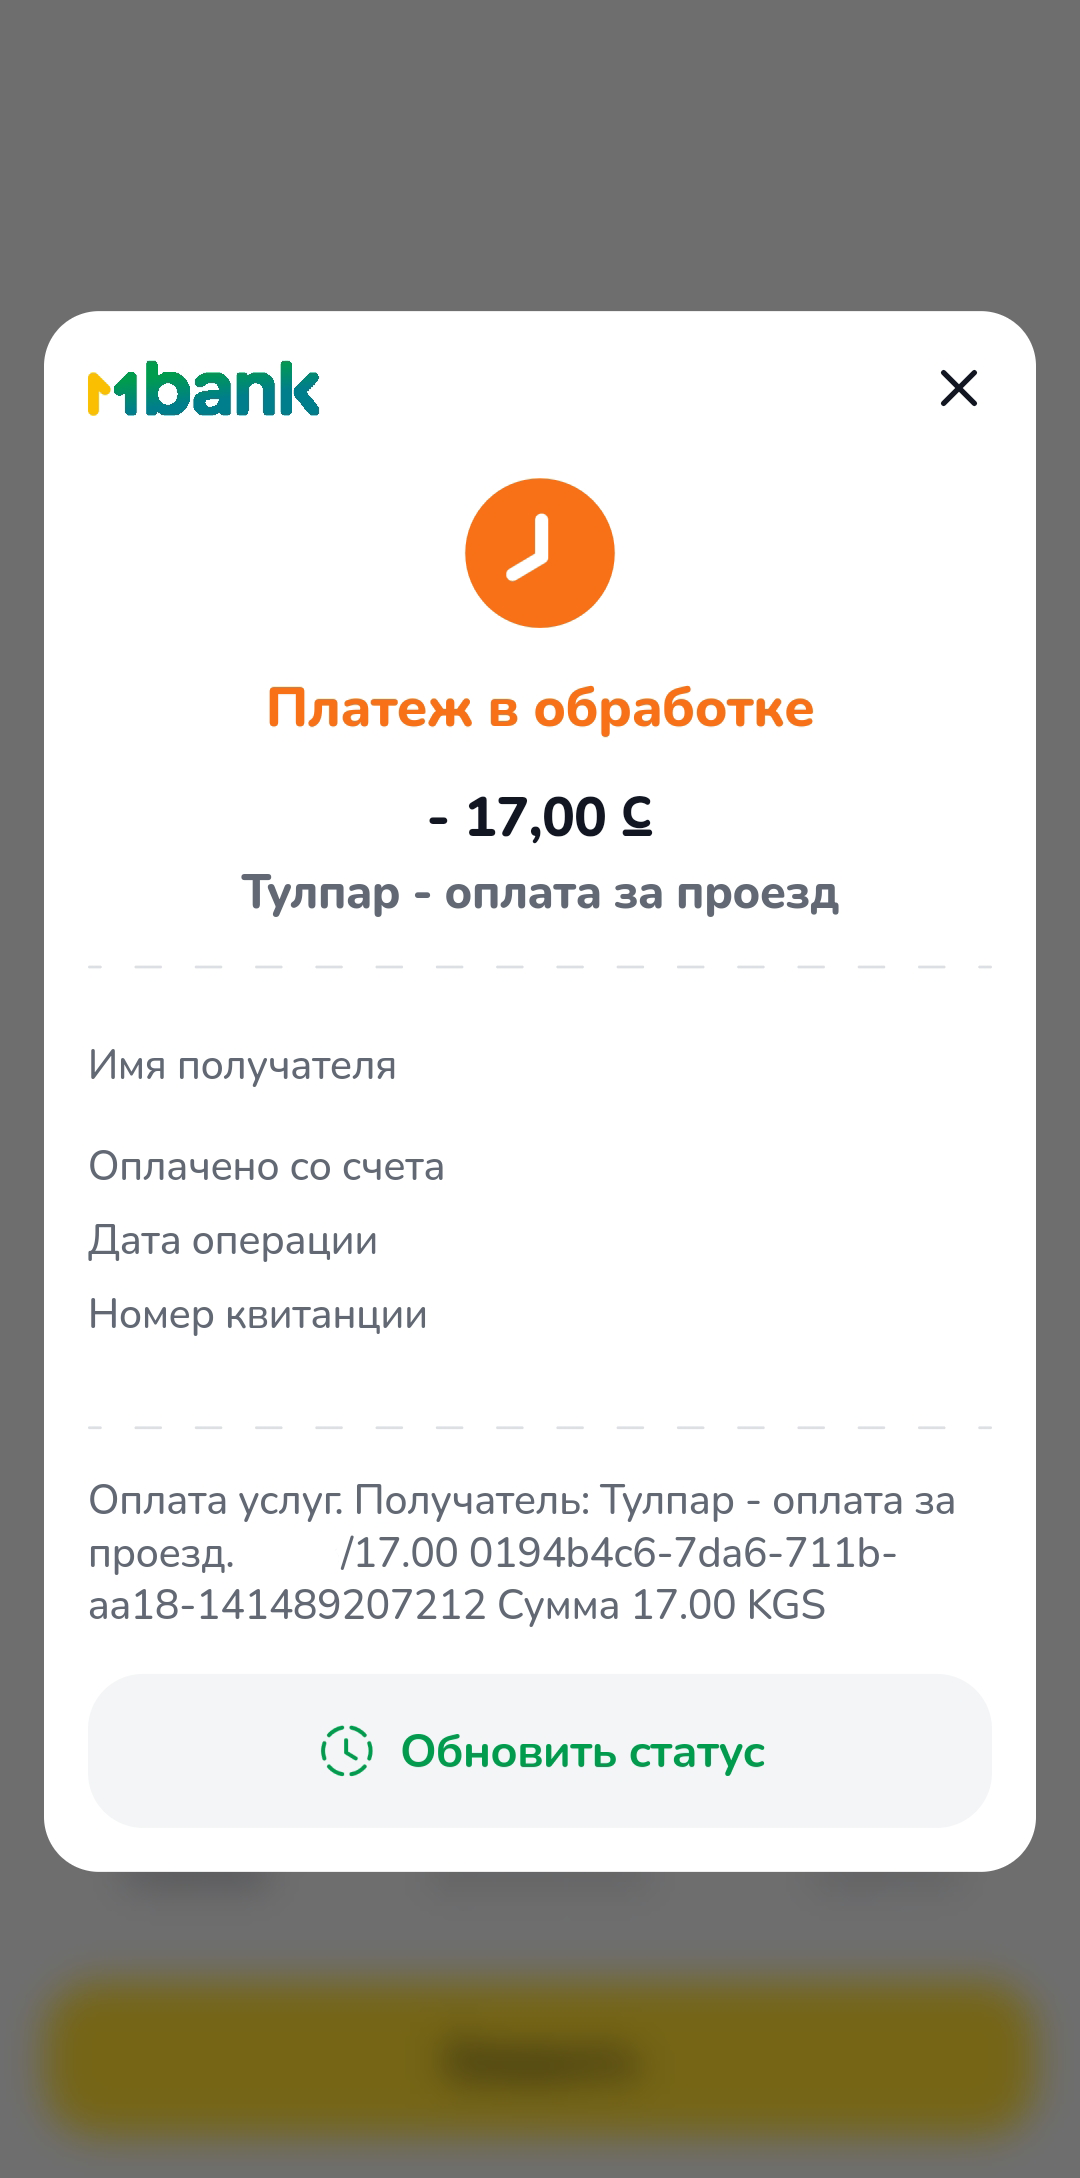 Mbank
Платеж в обработке
- 17,00 С
Тулпар - оплата за проезд
Имя получателя
Оплачено со счета
Дата операции
Номер квитанции
Оплата услуг. Получатель: Тулпар - оплата за
проезд. /17.00 0194b4c6-7da6-711b-
aa18-141489207212 Сумма 17.00 KGS
Обновить статус